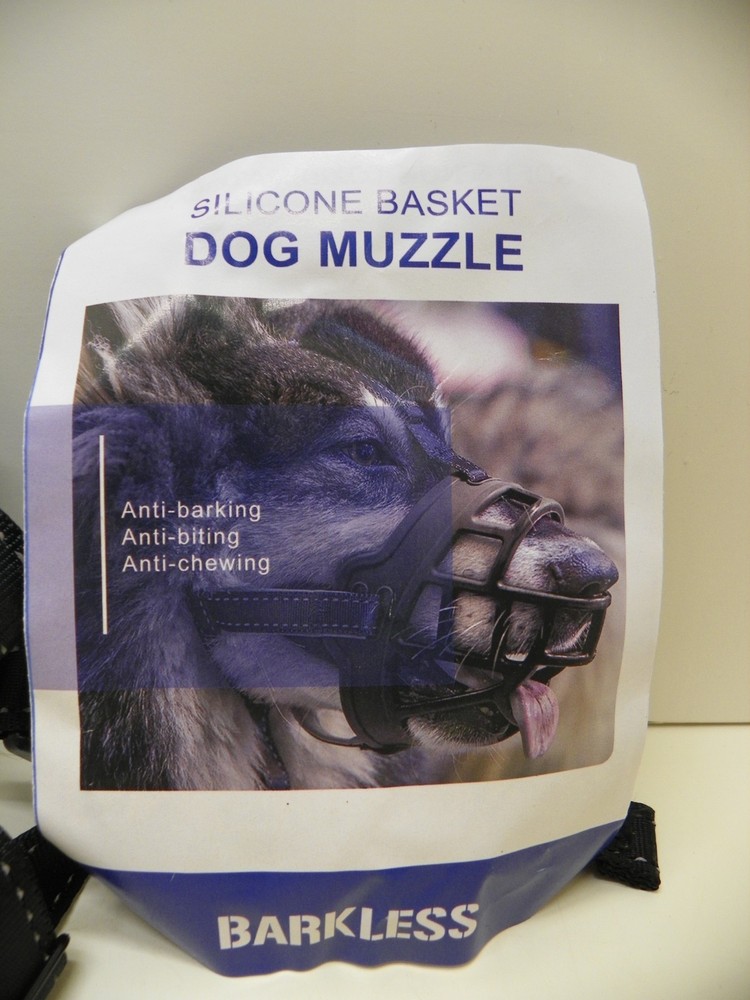 SILICONE BASKET
DOG MUZZLE
Anti-barking
Anti-biting
Anti-chewing
BARKLESS